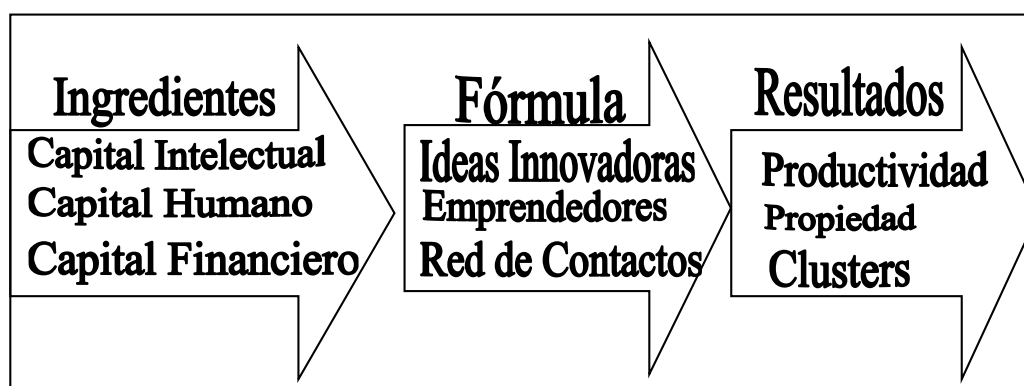 Ingredientes
Capital Intelectual
Capital Humano
Capital Financiero
Fórmula
Ideas Innovadoras
Emprendedores
Red de Contactos
Resultados
Productividad
Propiedad
Clusters